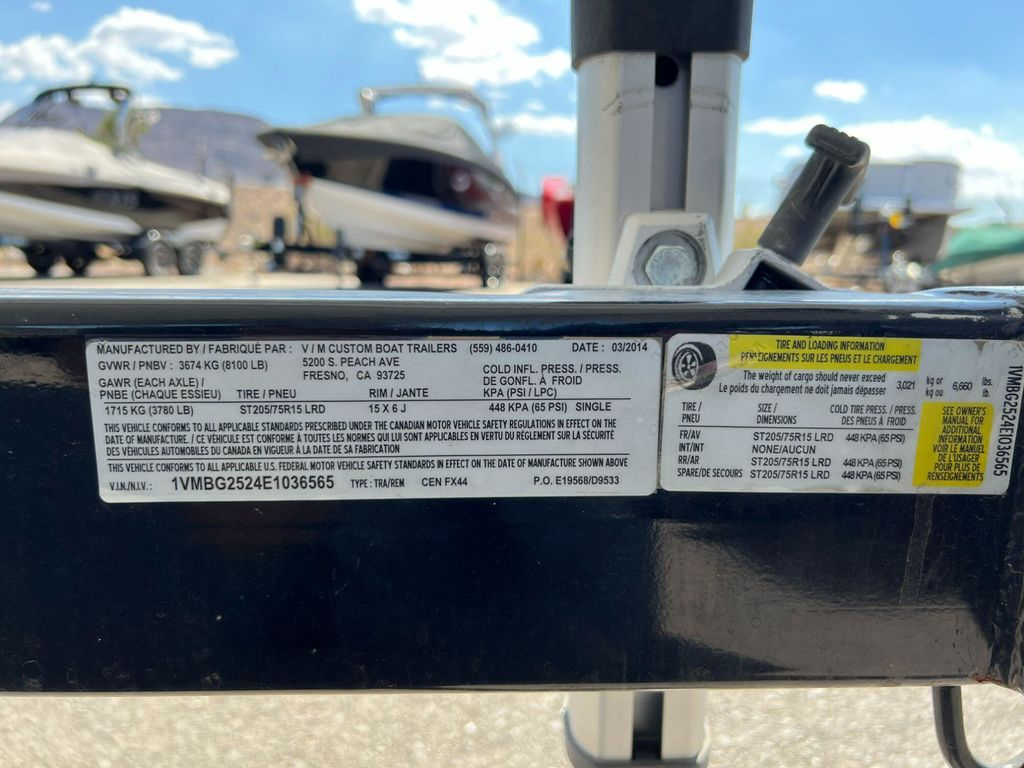 MANUFACTURED BY / FABRIQUÉ PAR : V / M CUSTOM BOAT TRAILERS (559) 486-0410 DATE : 03/2014
GVWR / PNBV : 3674 KG (8100 LB) 5200 S. PEACH AVE
FRESNO, CA 93725
COLD INFL. PRESS. / PRESS.
DE GONFL. À FROID
KPA (PSI / LPC)
GAWR (EACH AXLE) /
PNBE (CHAQUE ESSIEU) TIRE / PNEU RIM / JANTE
1715 KG (3780 LB) ST205/75R15 LRD 15 X 6 J 448 KPA (65 PSI) SINGLE
THIS VEHICLE CONFORMS TO ALL APPLICABLE STANDARDS PRESCRIBED UNDER THE CANADIAN MOTOR VEHICLE SAFETY REGULATIONS IN EFFECT ON THE
DATE OF MANUFACTURE. / CE VÉHICULE EST CONFORME À TOUTES LES NORMES QUI LUI SONT APPLICABLES EN VERTU DU RÈGLEMENT SUR LA SÉCURITÉ
DES VÉHICULES AUTOMOBILES DU CANADA EN VIGUEUR À LA DATE DE SA FABRICATION
THIS VEHICLE CONFORMS TO ALL APPLICABLE U.S. FEDERAL MOTOR VEHICLE SAFETY STANDARDS IN EFFECT ON THE DATE OF MANUFACTURE SHOWN ABOVE
V.I.N./N.I.V.: 1VMBG2524E1036565 TYPE : TRA/REM CEN FX44 P.O. E19568/D9533
TIRE AND LOADING INFORMATION
RENSEIGNEMENTS SUR LES PNEUS ET LE CHARGEMENT
The weight of cargo should never exceed
Le poids du chargement ne doit jamais dépasser
3,021 kg or
kg ou
6,660 lbs.
lb.
TIRE /
PNEU
SIZE /
DIMENSIONS
COLD TIRE PRESS. / PRESS
DES PNEUS À FROID
FR/AV ST205/75R15 LRD 448 KPA (65 PSI)
INT/INT NONE/AUCUN
RR/AR ST205/75R15 LRD 448 KPA (65 PSI)
SPARE/DE SECOURS ST205/75R15 LRD 448 KPA (65 PSI)
SEE OWNER'S
MANUAL FOR
ADDITIONAL
INFORMATION
VOIR LE MANUEL
DE L'USAGER
POUR PLUS DE
RENSEIGNEMENTS
1VMBG2524E1036565